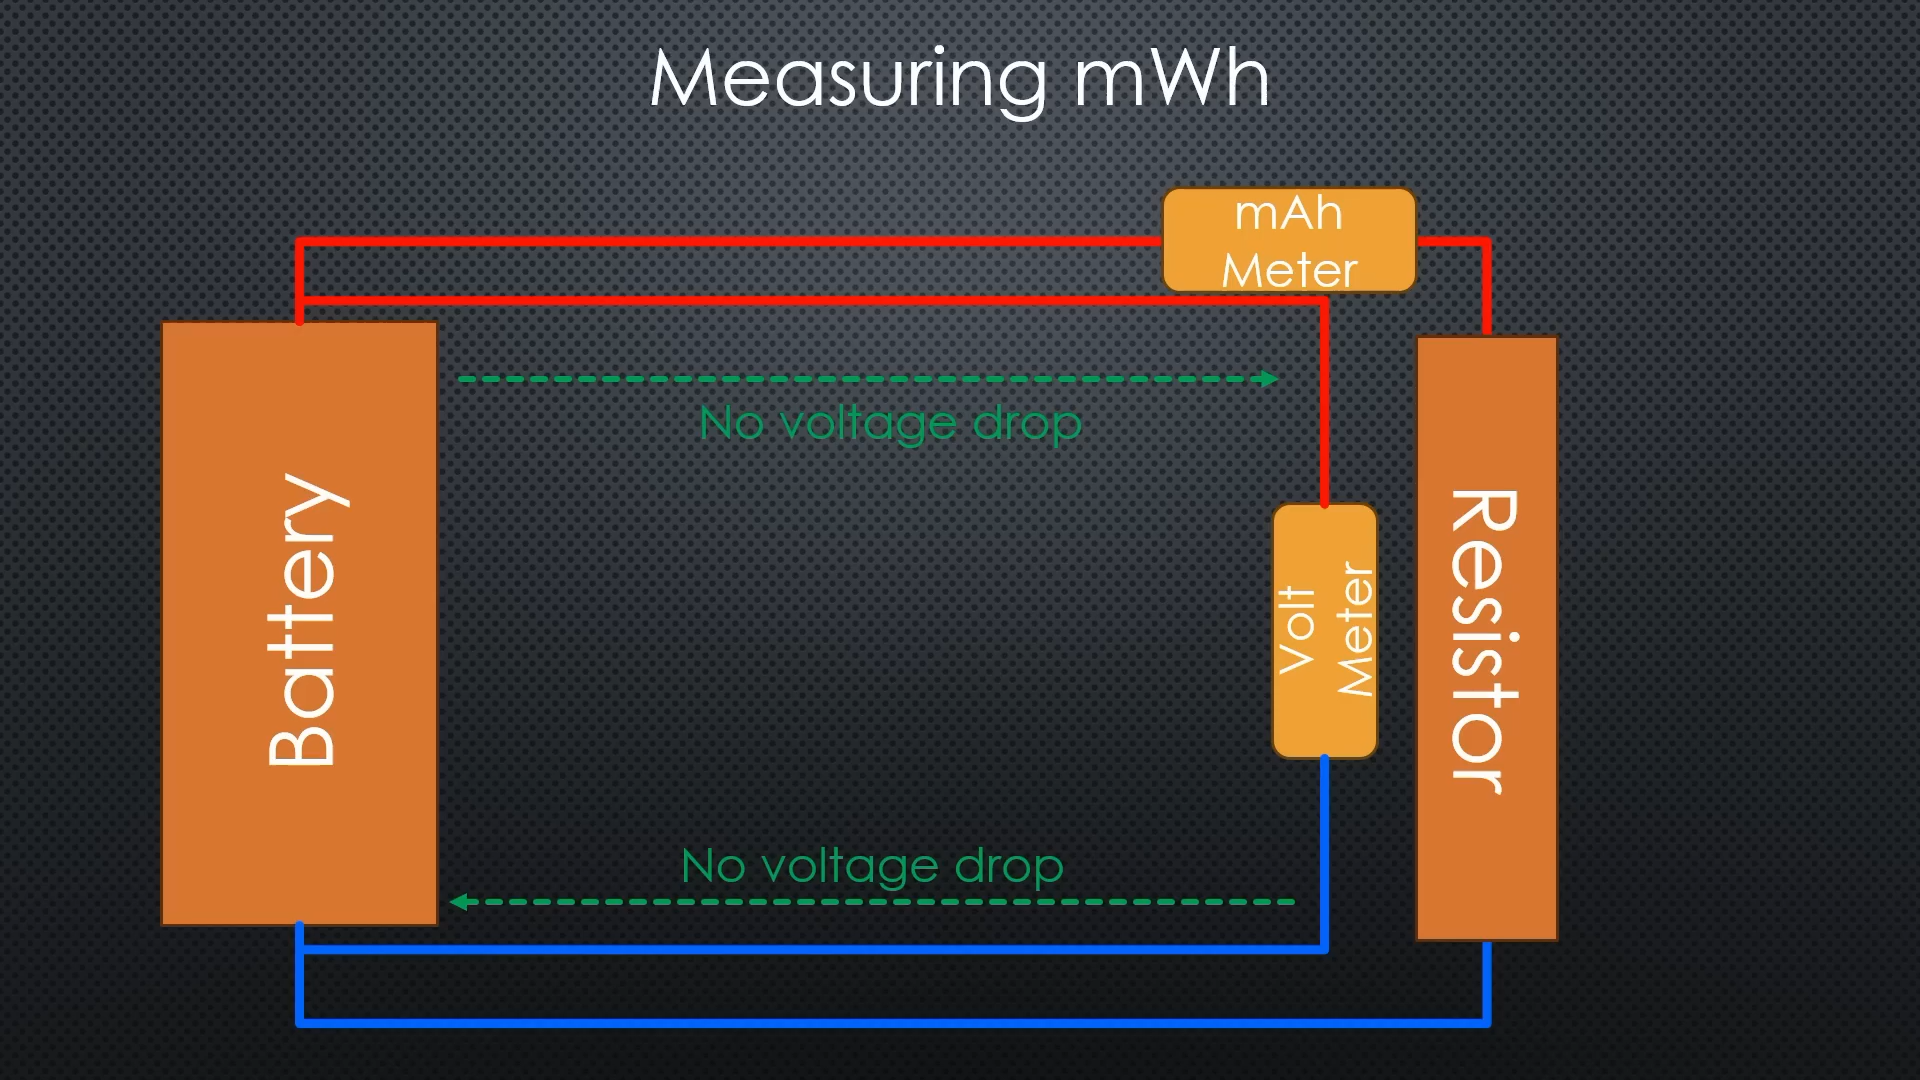 Measuring mWh
mAh
Meter
No voltage drop
Battery
Volt
Meter
Resistor
No voltage drop